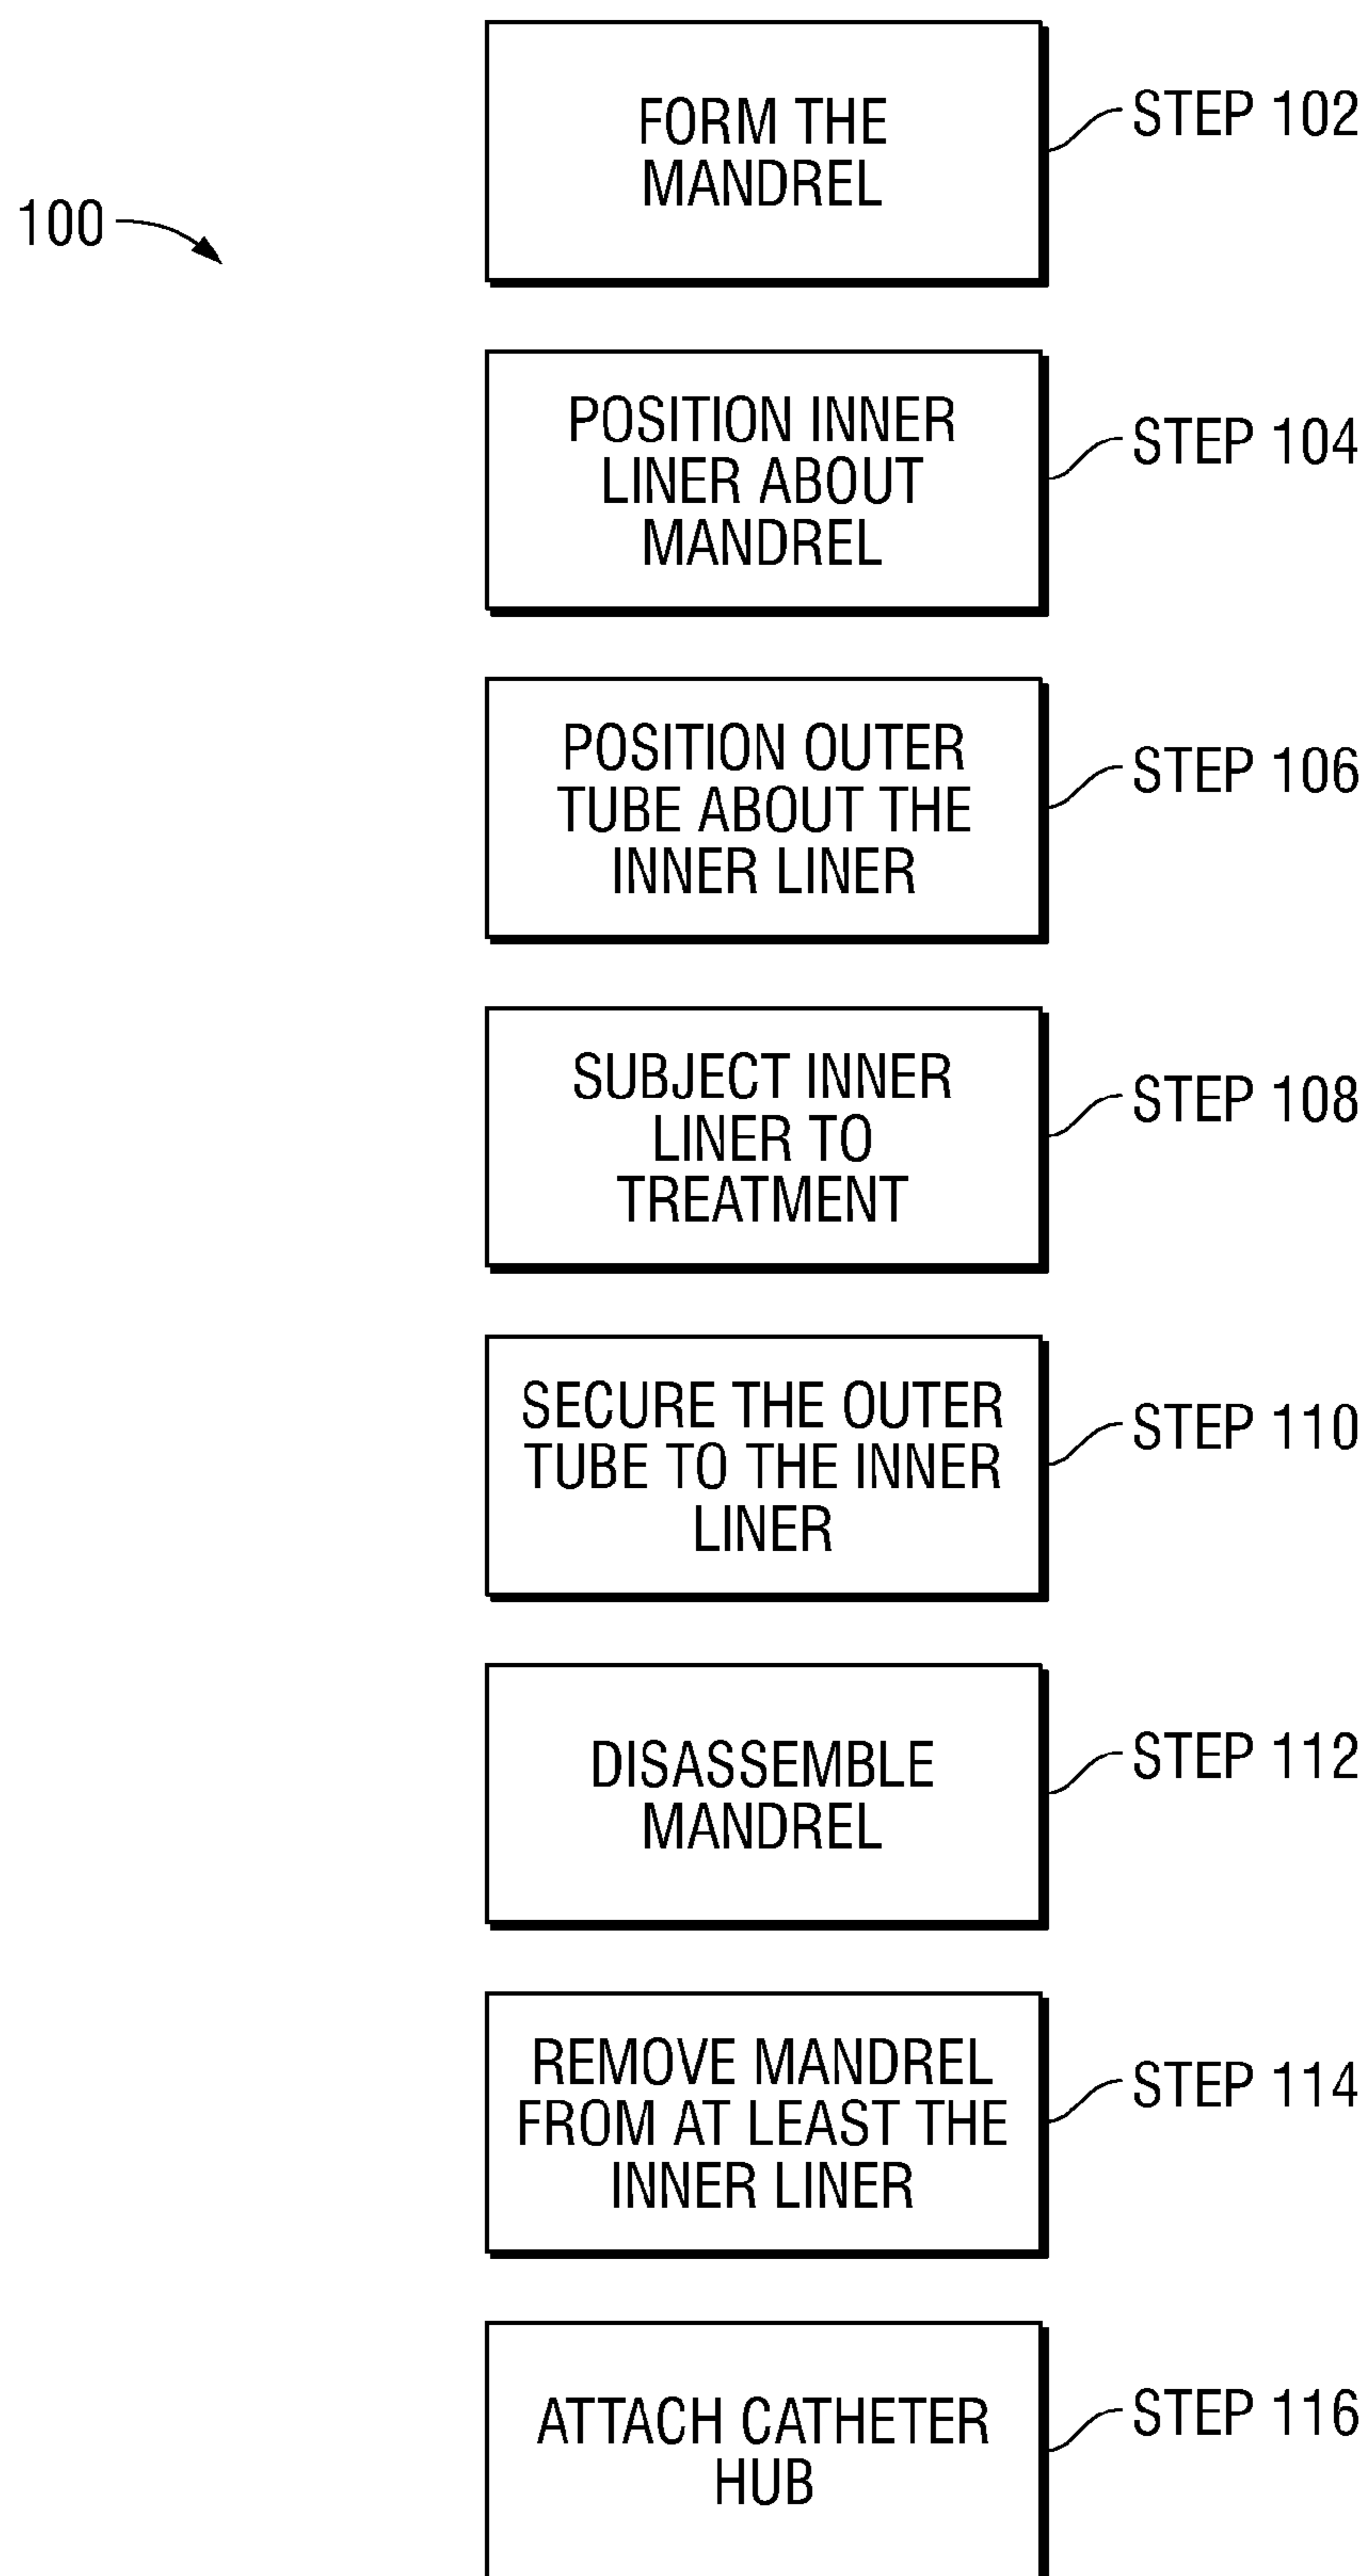 FORM THE
MANDREL
STEP 102
100
POSITION INNER
LINER ABOUT
MANDREL
STEP 104
POSITION OUTER
TUBE ABOUT THE
INNER LINER
STEP 106
SUBJECT INNER
LINER TO
TREATMENT
STEP 108
SECURE THE OUTER
TUBE TO THE INNER
LINER
STEP 110
DISASSEMBLE
MANDREL
STEP 112
REMOVE MANDREL
FROM AT LEAST THE
INNER LINER
STEP 114
ATTACH CATHETER
HUB
STEP 116